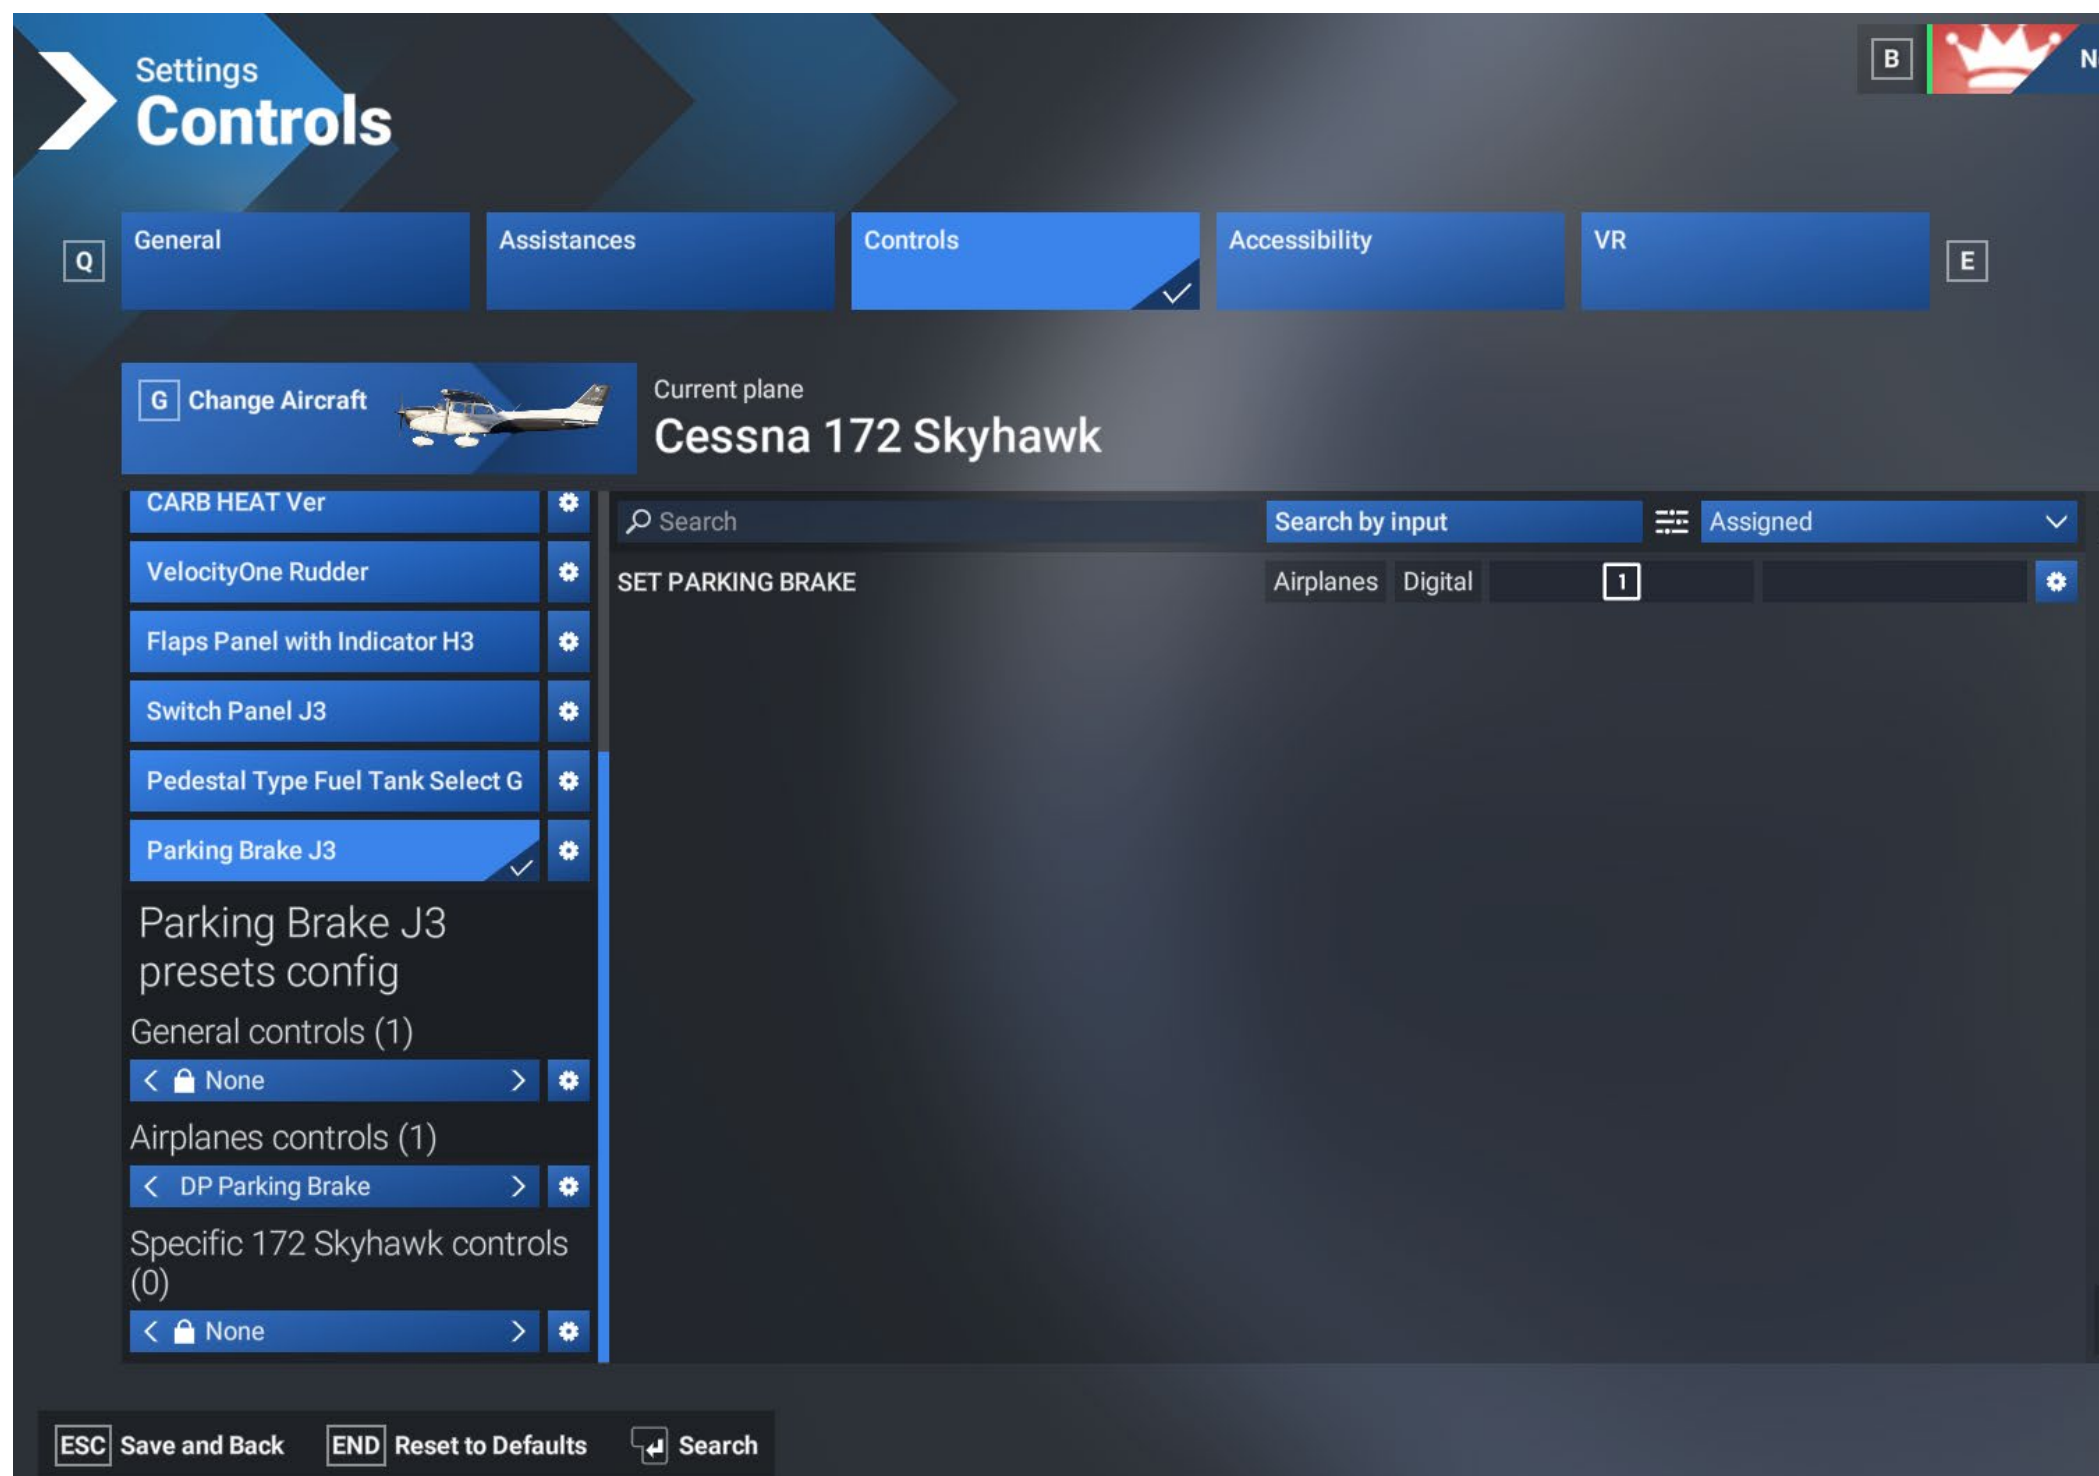 Settings
Controls
B
N
Q
General
Assistances
Controls
Accessibility
VR
E
G Change Aircraft
Current plane
Cessna 172 Skyhawk
CARB HEAT Ver
VelocityOne Rudder
Flaps Panel with Indicator H3
Switch Panel J3
Pedestal Type Fuel Tank Select G
Parking Brake J3
Parking Brake J3
presets config
General controls (1)
None
Airplanes controls (1)
DP Parking Brake
Specific 172 Skyhawk controls
(0)
None
Search
Search by input
Assigned
SET PARKING BRAKE
Airplanes
Digital
1
ESC Save and Back
END Reset to Defaults
Search